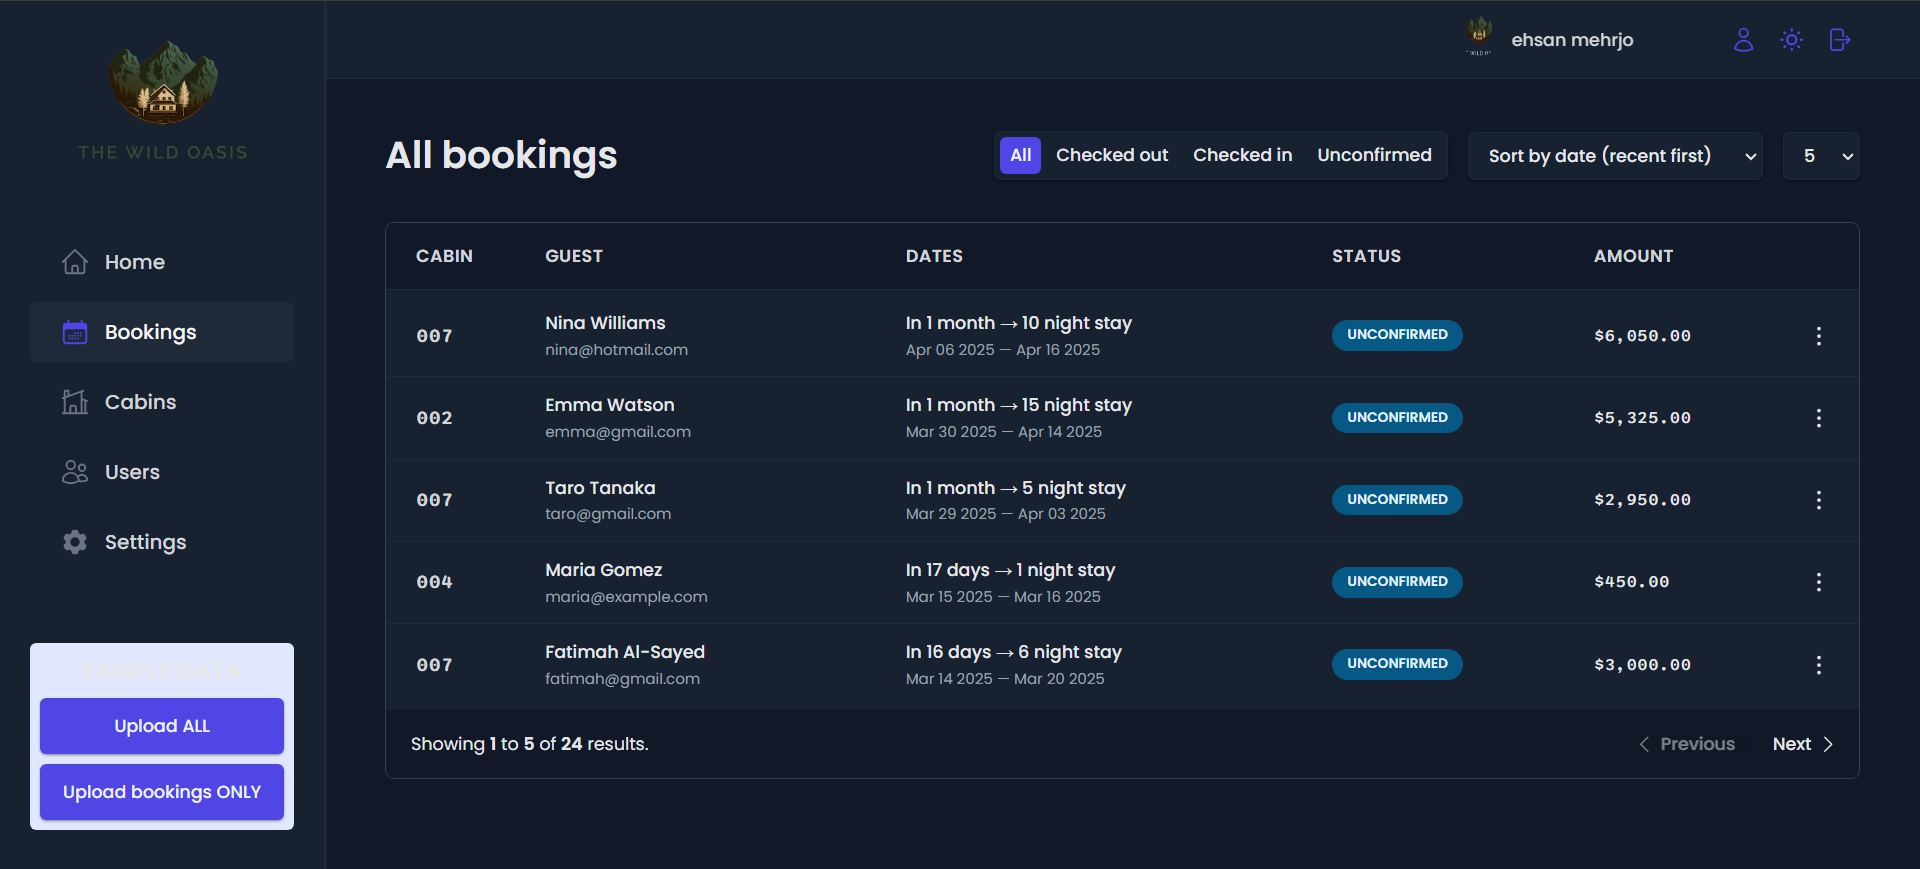 THE WILD OASIS
ehsan mehrjo
Home
Bookings
Cabins
Users
Settings
SAMPLE DATA
Upload ALL
Upload bookings ONLY
All bookings
All Checked out Checked in Unconfirmed
Sort by date (recent first)
5
CABIN GUEST DATES STATUS AMOUNT
007 Nina Williams In 1 month → 10 night stay UNCONFIRMED $6,050.00
nina@hotmail.com Apr 06 2025 — Apr 16 2025
002 Emma Watson In 1 month → 15 night stay UNCONFIRMED $5,325.00
emma@gmail.com Mar 30 2025 — Apr 14 2025
007 Taro Tanaka In 1 month → 5 night stay UNCONFIRMED $2,950.00
taro@gmail.com Mar 29 2025 — Apr 03 2025
004 Maria Gomez In 17 days → 1 night stay UNCONFIRMED $450.00
maria@example.com Mar 15 2025 — Mar 16 2025
007 Fatimah Al-Sayed In 16 days → 6 night stay UNCONFIRMED $3,000.00
fatimah@gmail.com Mar 14 2025 — Mar 20 2025
Showing 1 to 5 of 24 results.
Previous Next